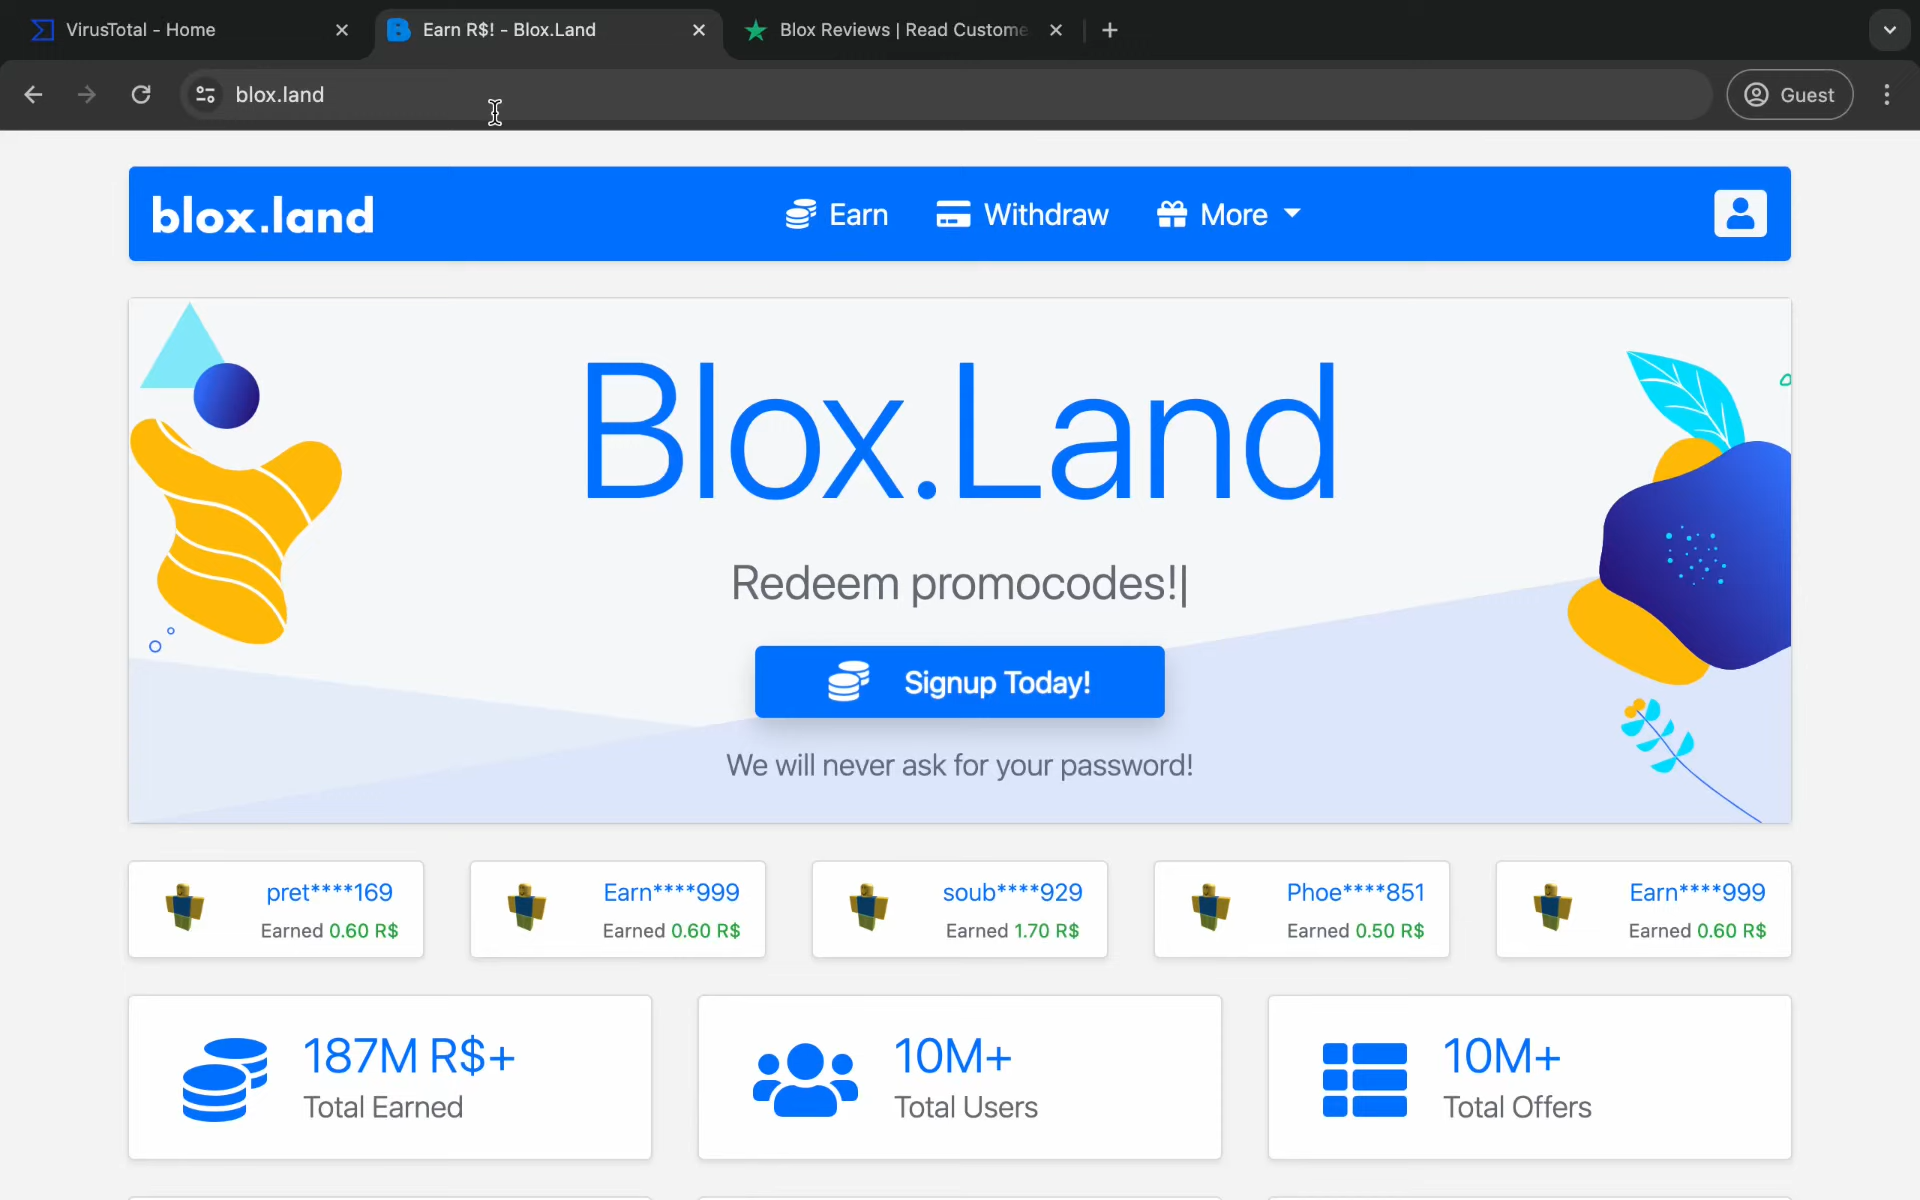 VirusTotal - Home
Earn R$! - Blox.Land
Blox Reviews | Read Custome
blox.land
Guest
blox.land
Earn
Withdraw
More
Blox.Land
Redeem promocodes!|
Signup Today!
We will never ask for your password!
pret****169
Earned 0.60 R$
Earn****999
Earned 0.60 R$
soub****929
Earned 1.70 R$
Phoe****851
Earned 0.50 R$
Earn****999
Earned 0.60 R$
187M R$+
Total Earned
10M+
Total Users
10M+
Total Offers